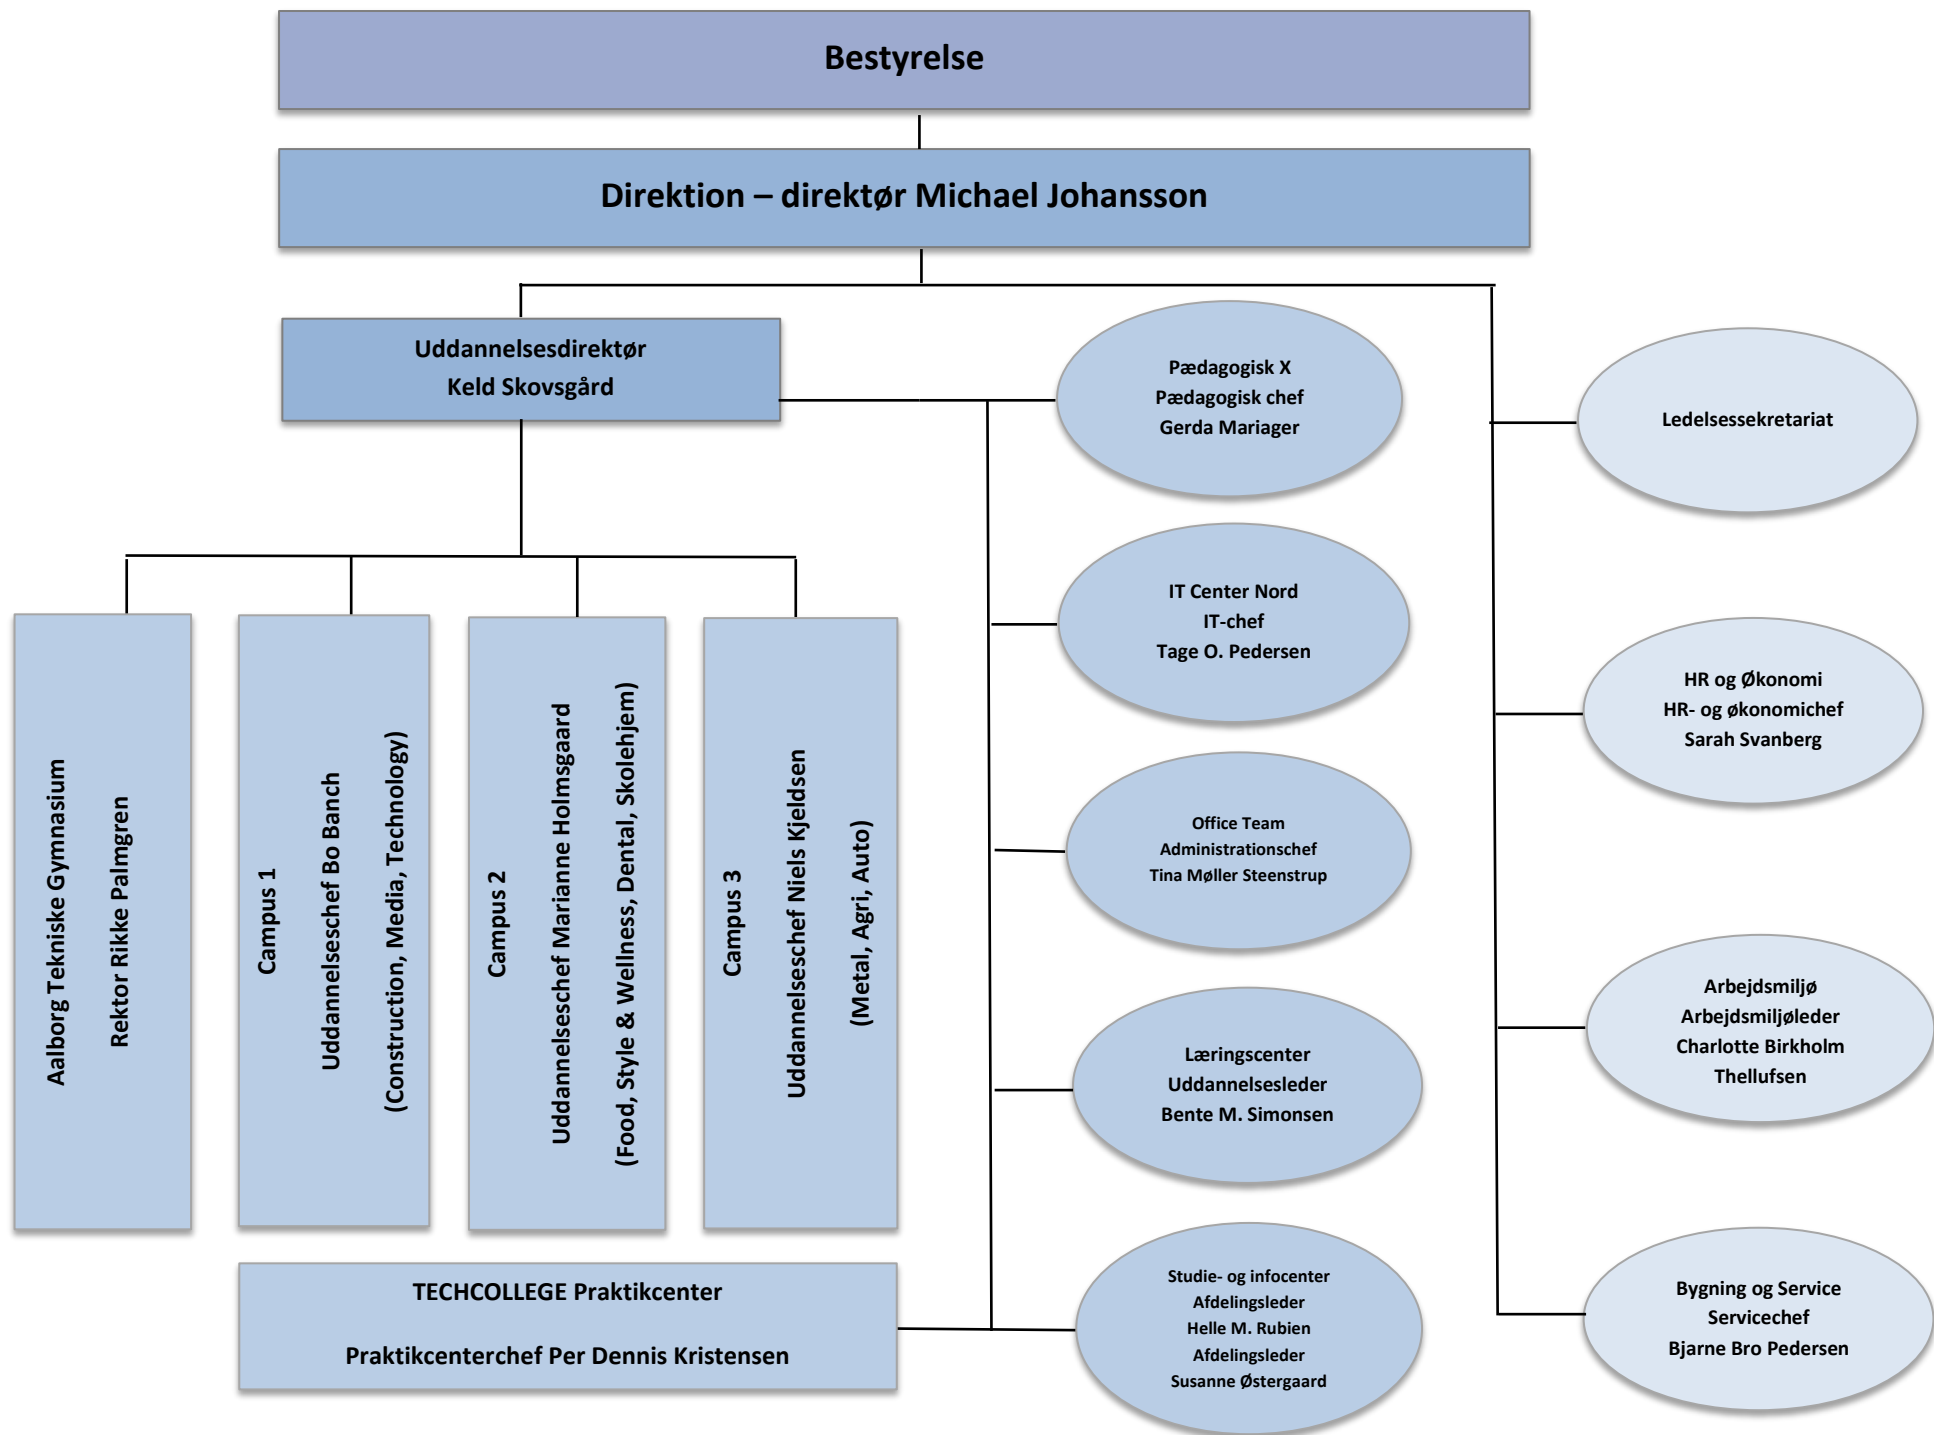 Bestyrelse
Direktion – direktør Michael Johansson
Uddannelsesdirektør
Keld Skovsgård
Pædagogisk X
Pædagogisk chef
Gerda Mariager
Ledelsessekretariat
IT Center Nord
IT-chef
Tage O. Pedersen
HR og Økonomi
HR- og økonomichef
Sarah Svanberg
Office Team
Administrationschef
Tina Møller Steenstrup
Arbejdsmiljø
Arbejdsmiljøleder
Charlotte Birkholm
Thellufsen
Læringscenter
Uddannelsesleder
Bente M. Simonsen
Aalborg Tekniske Gymnasium
Rektor Rikke Palmgren
Campus 1
Uddannelseschef Bo Banch
(Construction, Media, Technology)
Campus 2
Uddannelseschef Marianne Holmsgaard
(Food, Style & Wellness, Dental, Skolehjem)
Campus 3
Uddannelseschef Niels Kjeldsen
(Metal, Agri, Auto)
TECHCOLLEGE Praktikcenter
Praktikcenterchef Per Dennis Kristensen
Studie- og infocenter
Afdelingsleder
Helle M. Rubien
Afdelingsleder
Susanne Østergaard
Bygning og Service
Servicechef
Bjarne Bro Pedersen